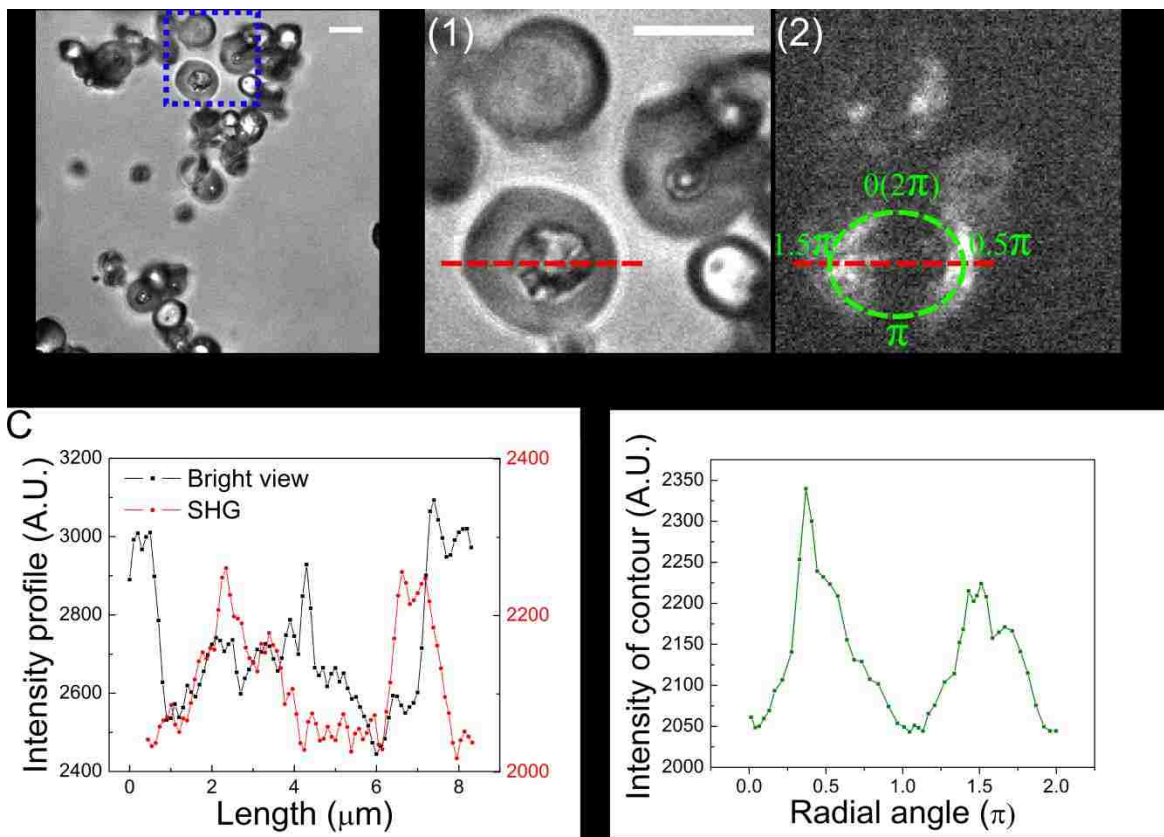 (1)
(2)
0(2π)
1.5π
0.5π
π
C
Intensity profile (A.U.)
3200
3000
2800
2600
2400
Bright view
SHG
2400
2200
2000
0
2
4
6
8
Length (μm)
Intensity of contour (A.U.)
2350
2300
2250
2200
2150
2100
2050
2000
0.0
0.5
1.0
1.5
2.0
Radial angle (π)